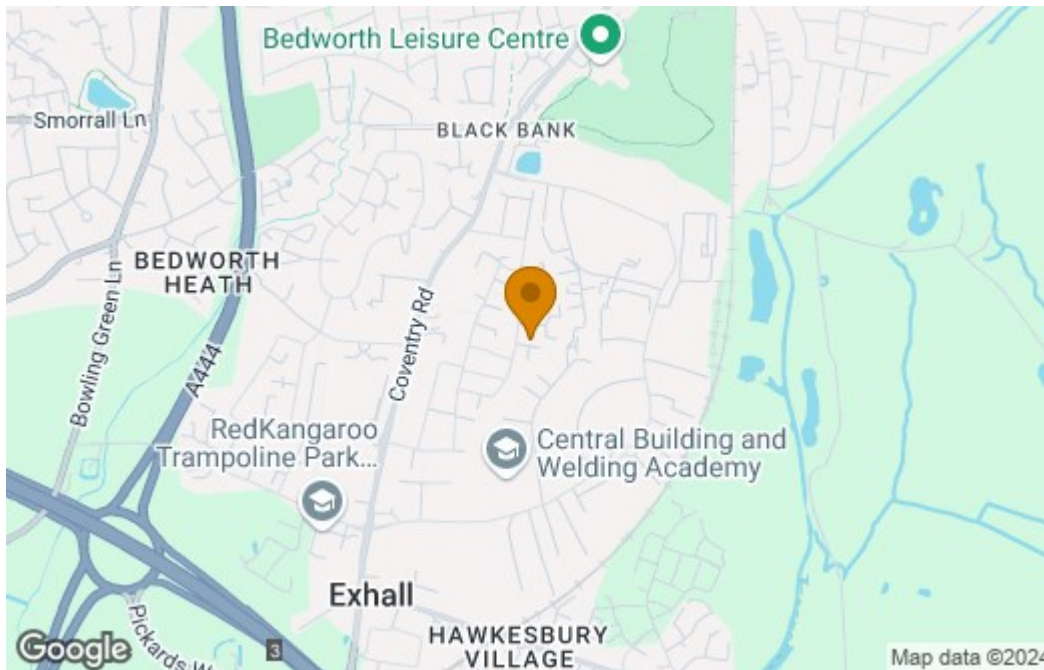 Bedworth Leisure Centre
Smorrall Ln
BLACK BANK
BEDWORTH
HEATH
Bowling Green Ln
A444
Coventry Rd
RedKangaroo
Trampoline Park...
Central Building and
Welding Academy
Exhall
Pickards
3
HAWKESBURY
VILLAGE
Google
Map data ©2024